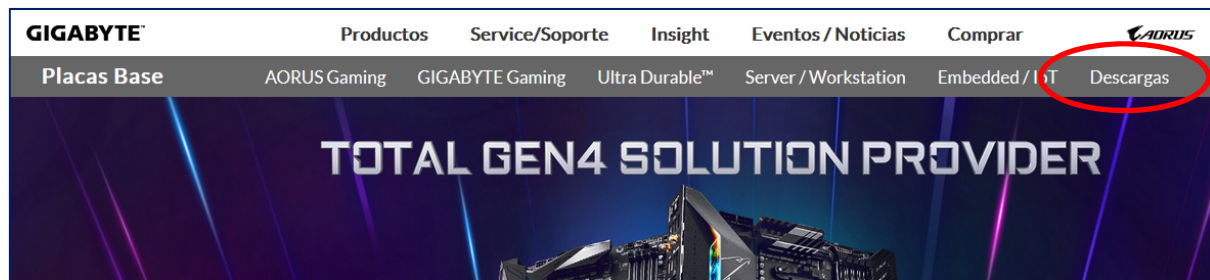 GIGABYTE™ Productos Service/Soporte Insight Eventos / Noticias Comprar AORUS
Placas Base AORUS Gaming GIGABYTE Gaming Ultra Durable™ Server / Workstation Embedded / IoT Descargas
TOTAL GEN4 SOLUTION PROVIDER